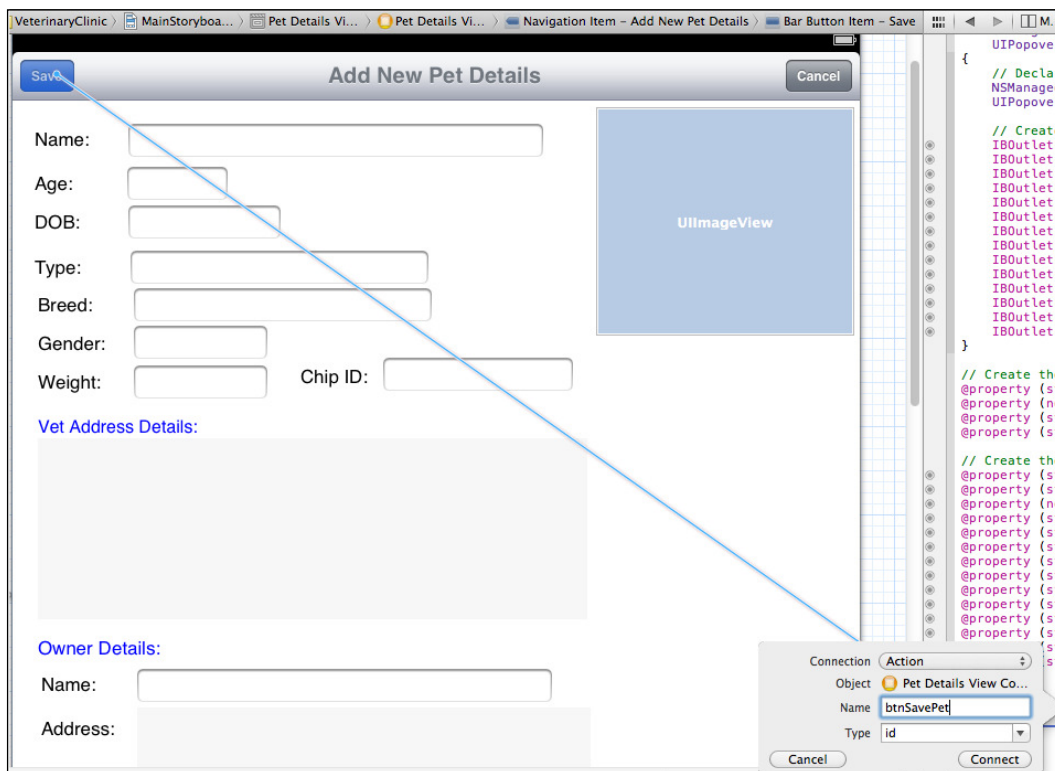 VeterinaryClinic MainStoryboa... Pet Details Vi... Pet Details Vi... Navigation Item – Add New Pet Details Bar Button Item – Save M.
Save Add New Pet Details Cancel
Name:
Age:
DOB:
Type:
Breed:
Gender:
Weight: Chip ID:
UIImageView
Vet Address Details:
Owner Details:
Name:
Address:
UIPopove
{
// Decla
NSManage
UIPopove
// Creat
IBOutlet
IBOutlet
IBOutlet
IBOutlet
IBOutlet
IBOutlet
IBOutlet
IBOutlet
IBOutlet
IBOutlet
IBOutlet
IBOutlet
IBOutlet
IBOutlet
}
// Create th
@property (s
@property (n
@property (s
@property (s
// Create th
@property (s
@property (s
@property (n
@property (s
@property (s
@property (s
@property (s
@property (s
@property (s
@property (s
@property (s
@property (s
Connection Action
Object Pet Details View Co...
Name btnSavePet
Type id
Cancel Connect